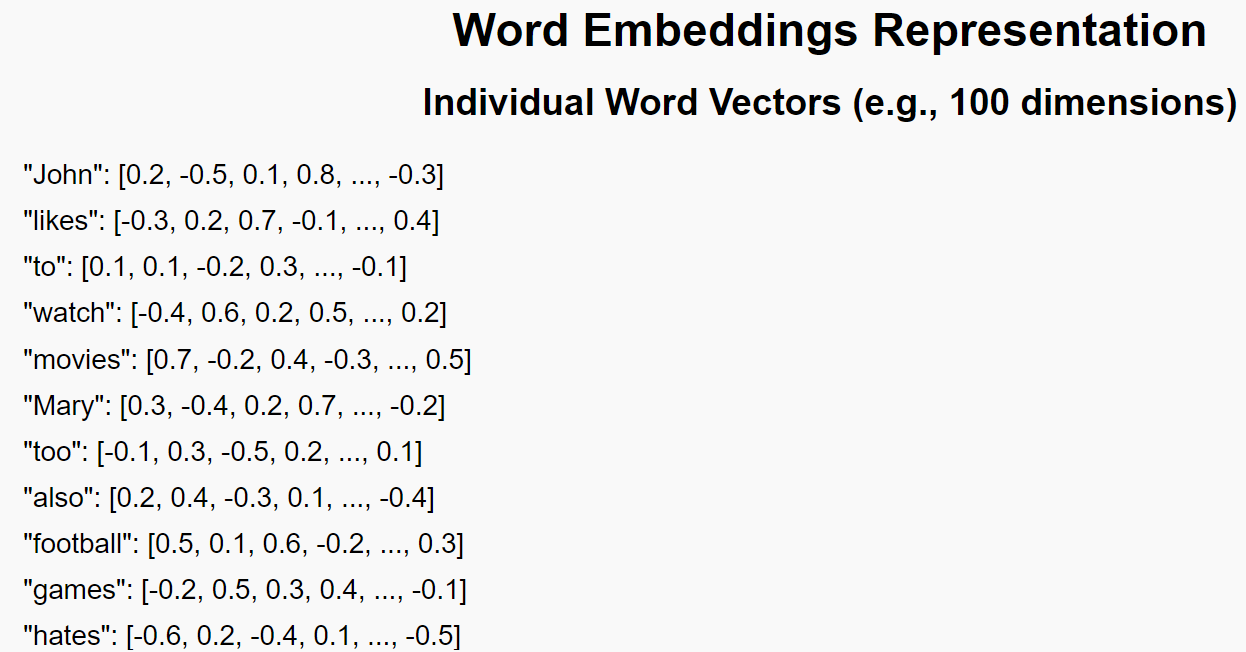 Word Embeddings Representation
Individual Word Vectors (e.g., 100 dimensions)
"John": [0.2, -0.5, 0.1, 0.8, ..., -0.3]
"likes": [-0.3, 0.2, 0.7, -0.1, ..., 0.4]
"to": [0.1, 0.1, -0.2, 0.3, ..., -0.1]
"watch": [-0.4, 0.6, 0.2, 0.5, ..., 0.2]
"movies": [0.7, -0.2, 0.4, -0.3, ..., 0.5]
"Mary": [0.3, -0.4, 0.2, 0.7, ..., -0.2]
"too": [-0.1, 0.3, -0.5, 0.2, ..., 0.1]
"also": [0.2, 0.4, -0.3, 0.1, ..., -0.4]
"football": [0.5, 0.1, 0.6, -0.2, ..., 0.3]
"games": [-0.2, 0.5, 0.3, 0.4, ..., -0.1]
"hates": [-0.6, 0.2, -0.4, 0.1, ..., -0.5]